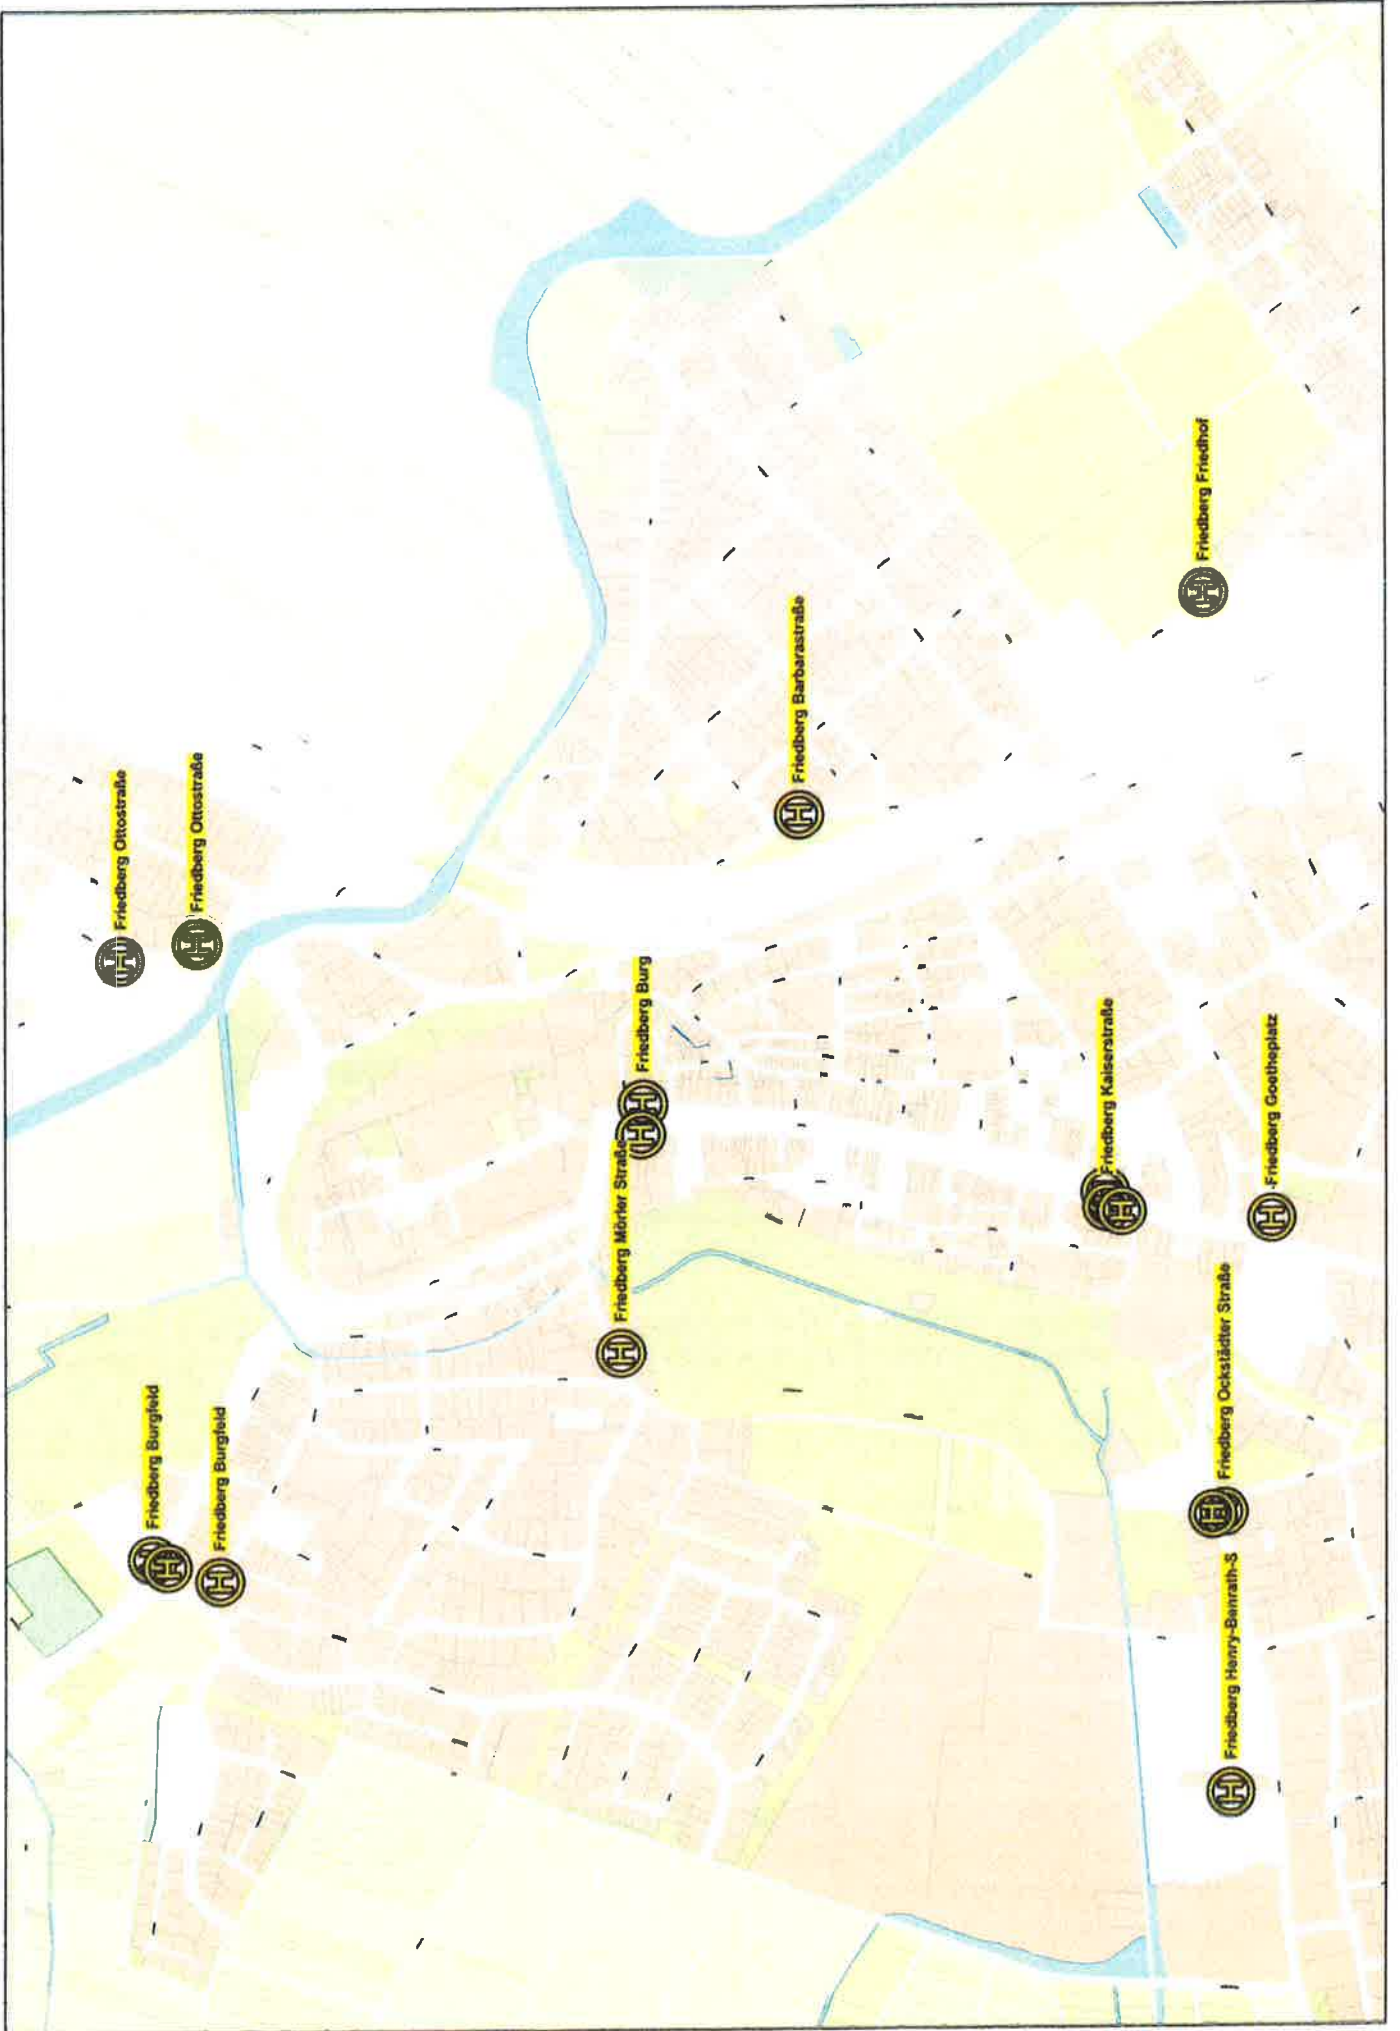 Friedberg Ottostraße
Friedberg Ottostraße
Friedberg Burgfeld
Friedberg Burgfeld
Friedberg Barbarastraße
Friedberg Burg
Friedberg Mörler Straße
Friedberg Friedhof
Friedberg Kaiserstraße
Friedberg Goetheplatz
Friedberg Ockstädter Straße
Friedberg Henry-Benrath-S
H
H
H
H
H
H
H
H
H
H
H
H
H